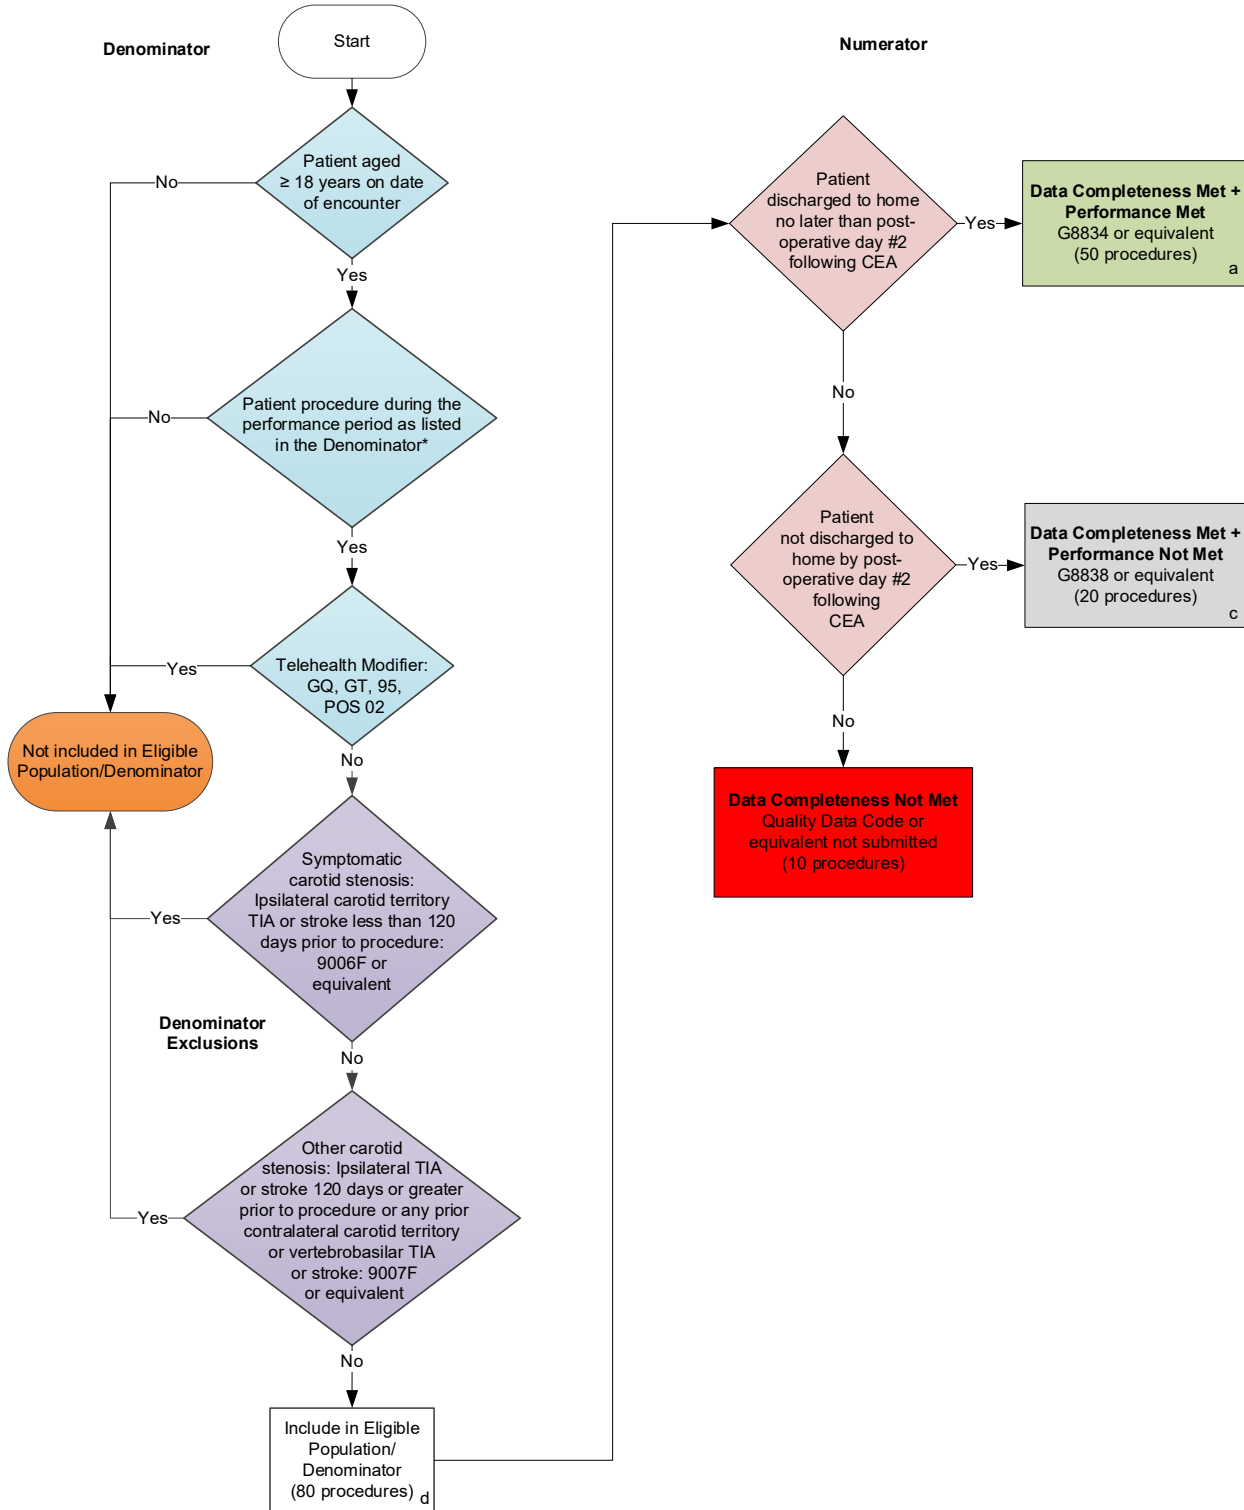 Denominator
Start
Numerator
Patient aged
≥ 18 years on date
of encounter
No
Yes
Patient procedure during the
performance period as listed
in the Denominator*
No
Yes
Telehealth Modifier:
GQ, GT, 95,
POS 02
Yes
No
Not included in Eligible
Population/Denominator
Symptomatic
carotid stenosis:
Ipsilateral carotid territory
TIA or stroke less than 120
days prior to procedure:
9006F or
equivalent
Yes
Denominator
Exclusions
No
Other carotid
stenosis: Ipsilateral TIA
or stroke 120 days or greater
prior to procedure or any prior
contralateral carotid territory
or vertebrobasilar TIA
or stroke: 9007F
or equivalent
Yes
No
Include in Eligible
Population/
Denominator
(80 procedures)
d
Patient
discharged to home
no later than post-
operative day #2
following CEA
Yes
Data Completeness Met +
Performance Met
G8834 or equivalent
(50 procedures)
a
No
Patient
not discharged to
home by post-
operative day #2
following
CEA
Yes
Data Completeness Met +
Performance Not Met
G8838 or equivalent
(20 procedures)
c
No
Data Completeness Not Met
Quality Data Code or
equivalent not submitted
(10 procedures)